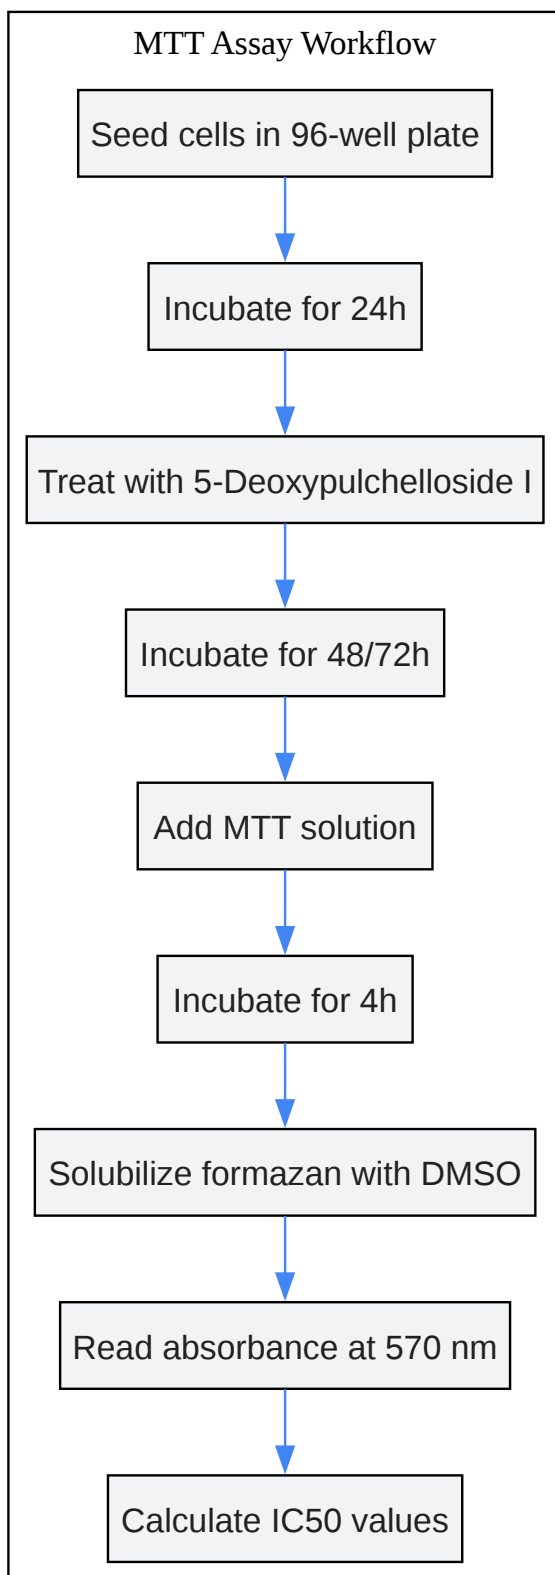 MTT Assay Workflow
Seed cells in 96-well plate
Incubate for 24h
Treat with 5-Deoxypulchelloside I
Incubate for 48/72h
Add MTT solution
Incubate for 4h
Solubilize formazan with DMSO
Read absorbance at 570 nm
Calculate IC50 values